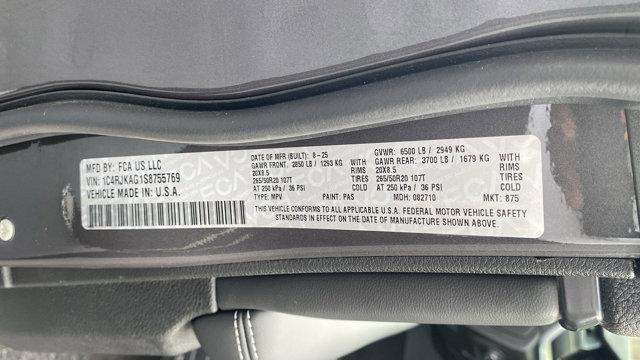 MFD BY: FCA US LLC
VIN: 1C4RJKAG1S8755769
VEHICLE MADE IN: U.S.A.
DATE OF MFR (BUILT): 8-25
GAWR FRONT: 2850 LB / 1293 KG WITH
20X8.5 RIMS
265/50R20 107T TIRES
AT 250 kPa / 36 PSI COLD
TYPE: MPV PAINT: PAS
GVWR: 6500 LB / 2949 KG
GAWR REAR: 3700 LB / 1679 KG WITH
20X8.5 RIMS
265/50R20 107T TIRES
AT 250 kPa / 36 PSI COLD
MDH: 082710 MKT: 875
THIS VEHICLE CONFORMS TO ALL APPLICABLE U.S.A. FEDERAL MOTOR VEHICLE SAFETY
STANDARDS IN EFFECT ON THE DATE OF MANUFACTURE SHOWN ABOVE.